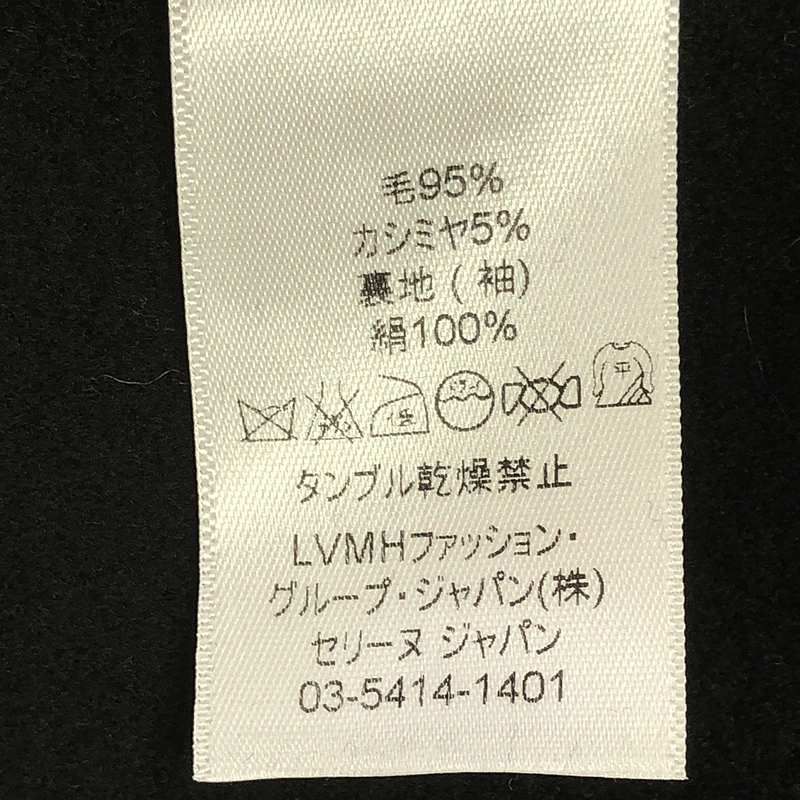 毛95%
カシミヤ5%
裏地(袖)
絹100%
平
タンブル乾燥禁止
LVMHファッション・
グループ・ジャパン(株)
セリーヌ ジャパン
03-5414-1401